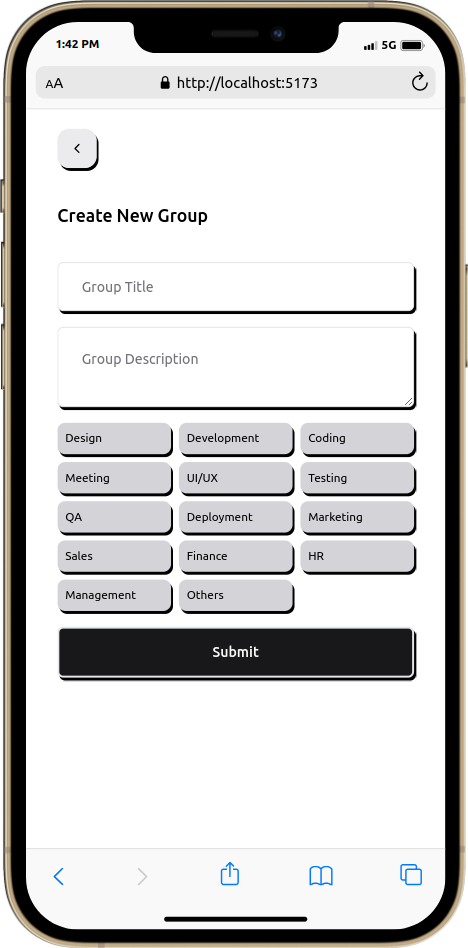 1:42 PM 5G
AA http://localhost:5173
Create New Group
Group Title
Group Description
Design Development Coding
Meeting UI/UX Testing
QA Deployment Marketing
Sales Finance HR
Management Others
Submit